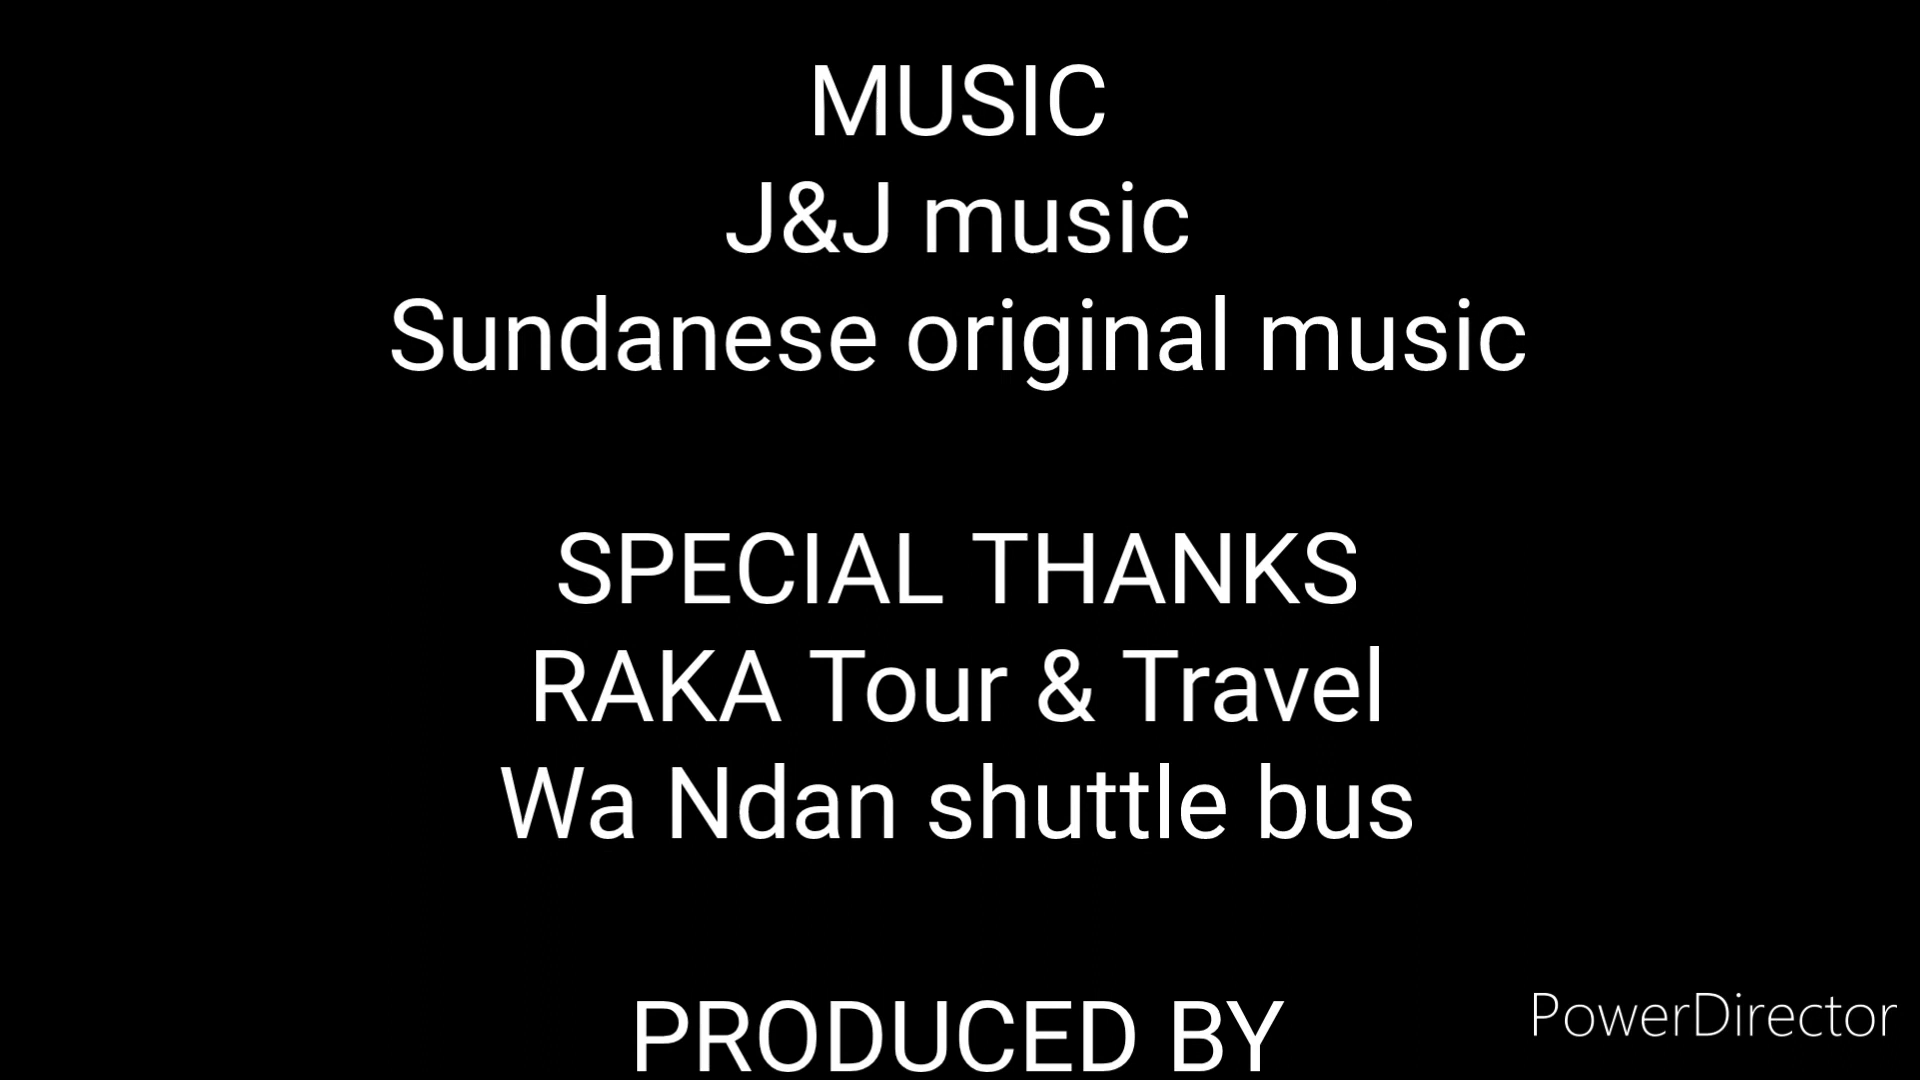 MUSIC
J&J music
Sundanese original music
SPECIAL THANKS
RAKA Tour & Travel
Wa Ndan shuttle bus
PRODUCED BY
PowerDirector